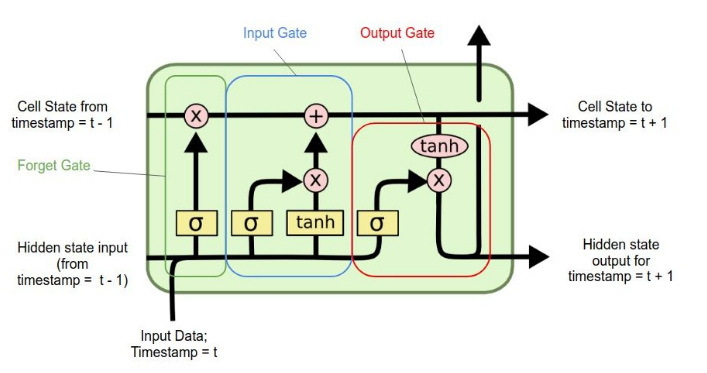 Input Gate
Output Gate
Cell State from
timestamp = t - 1
x
+
Cell State to
timestamp = t + 1
tanh
Forget Gate
x
x
σ
σ
tanh
σ
Hidden state input
(from
timestamp = t - 1)
Hidden state
output for
timestamp = t + 1
Input Data;
Timestamp = t